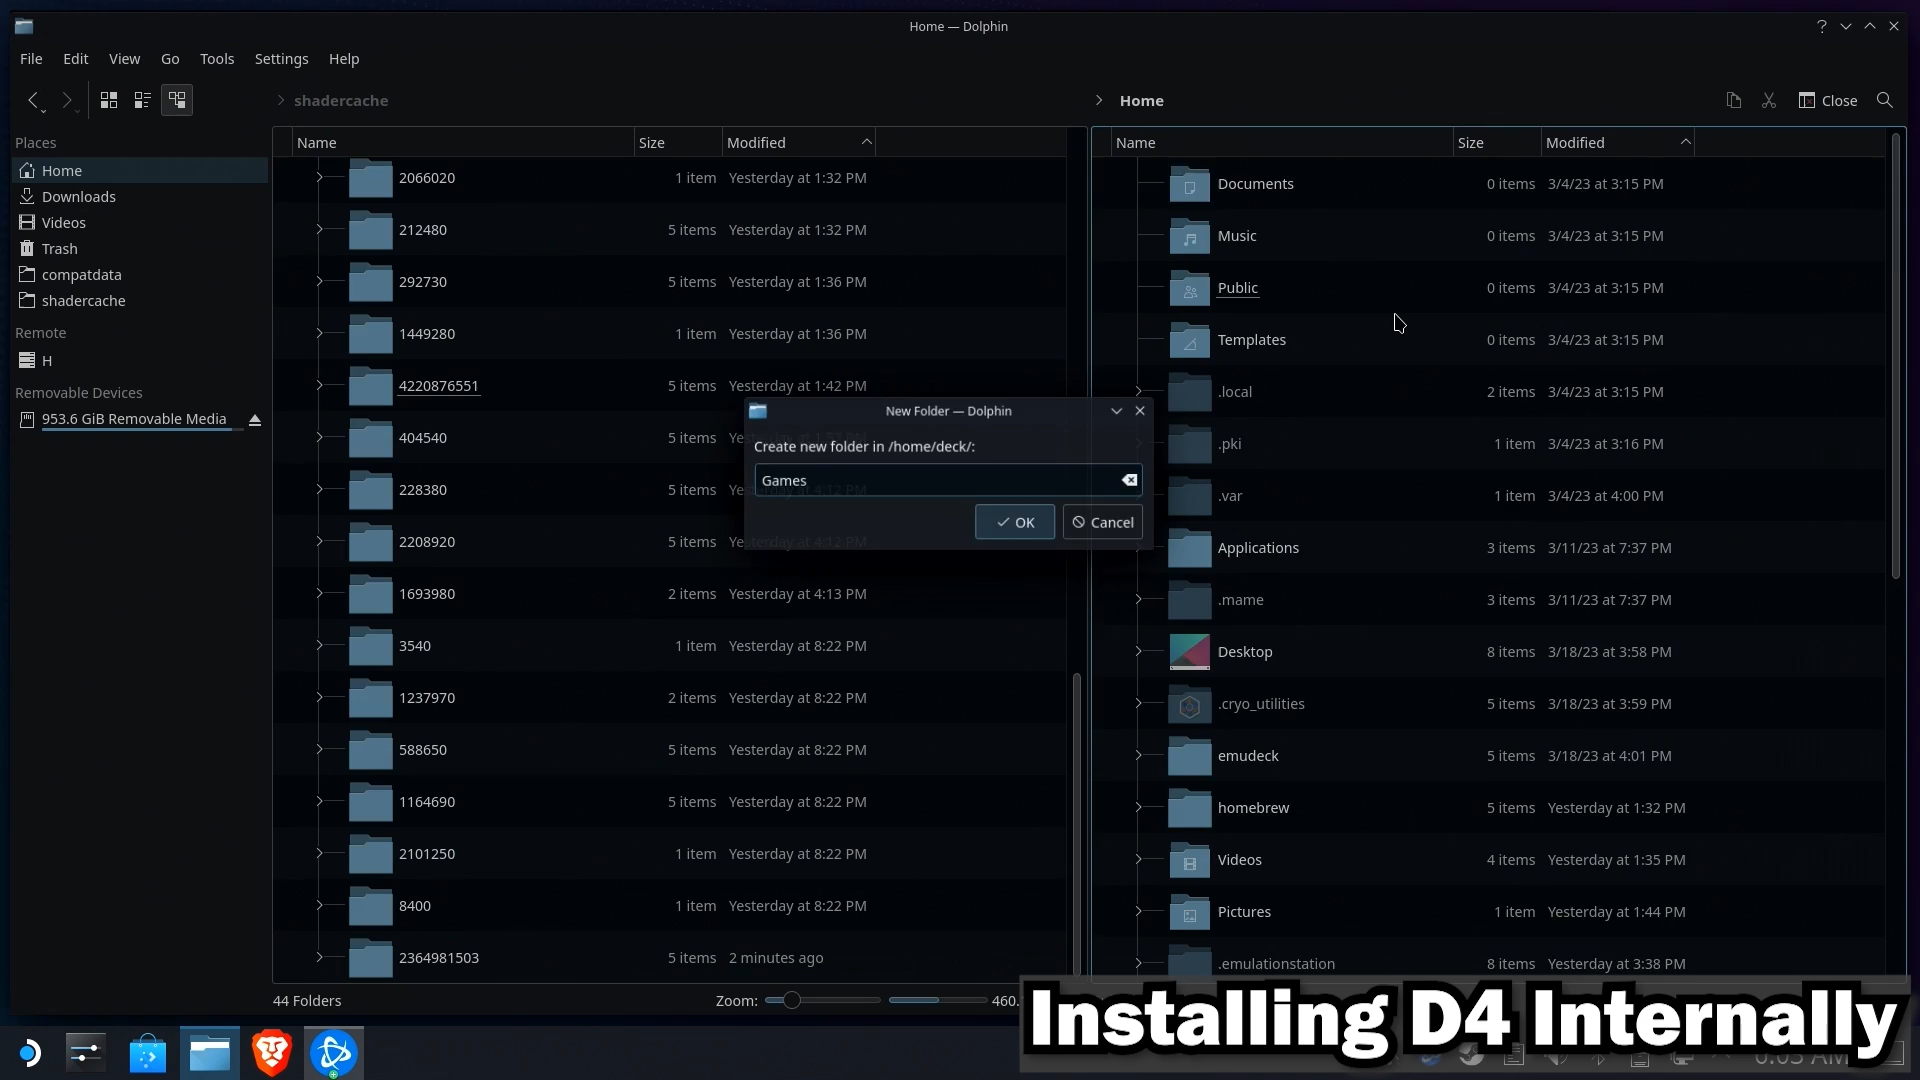 Home — Dolphin
File Edit View Go Tools Settings Help
shadercache
Home
Close
Places
Home
Downloads
Videos
Trash
compatdata
shadercache
Remote
H
Removable Devices
953.6 GiB Removable Media
Name Size Modified
2066020 1 item Yesterday at 1:32 PM
212480 5 items Yesterday at 1:32 PM
292730 5 items Yesterday at 1:36 PM
1449280 1 item Yesterday at 1:36 PM
4220876551 5 items Yesterday at 1:42 PM
404540 5 items
228380 5 items
2208920 5 items
1693980 2 items Yesterday at 4:13 PM
3540 1 item Yesterday at 8:22 PM
1237970 2 items Yesterday at 8:22 PM
588650 5 items Yesterday at 8:22 PM
1164690 5 items Yesterday at 8:22 PM
2101250 1 item Yesterday at 8:22 PM
8400 1 item Yesterday at 8:22 PM
2364981503 5 items 2 minutes ago
44 Folders
Zoom:
460.
New Folder — Dolphin
Create new folder in /home/deck/:
Games
OK Cancel
Name Size Modified
Documents 0 items 3/4/23 at 3:15 PM
Music 0 items 3/4/23 at 3:15 PM
Public 0 items 3/4/23 at 3:15 PM
Templates 0 items 3/4/23 at 3:15 PM
.local 2 items 3/4/23 at 3:15 PM
.pki 1 item 3/4/23 at 3:16 PM
.var 1 item 3/4/23 at 4:00 PM
Applications 3 items 3/11/23 at 7:37 PM
.mame 3 items 3/11/23 at 7:37 PM
Desktop 8 items 3/18/23 at 3:58 PM
.cryo_utilities 5 items 3/18/23 at 3:59 PM
emudeck 5 items 3/18/23 at 4:01 PM
homebrew 5 items Yesterday at 1:32 PM
Videos 4 items Yesterday at 1:35 PM
Pictures 1 item Yesterday at 1:44 PM
.emulationstation 8 items Yesterday at 3:38 PM
Installing D4 Internally